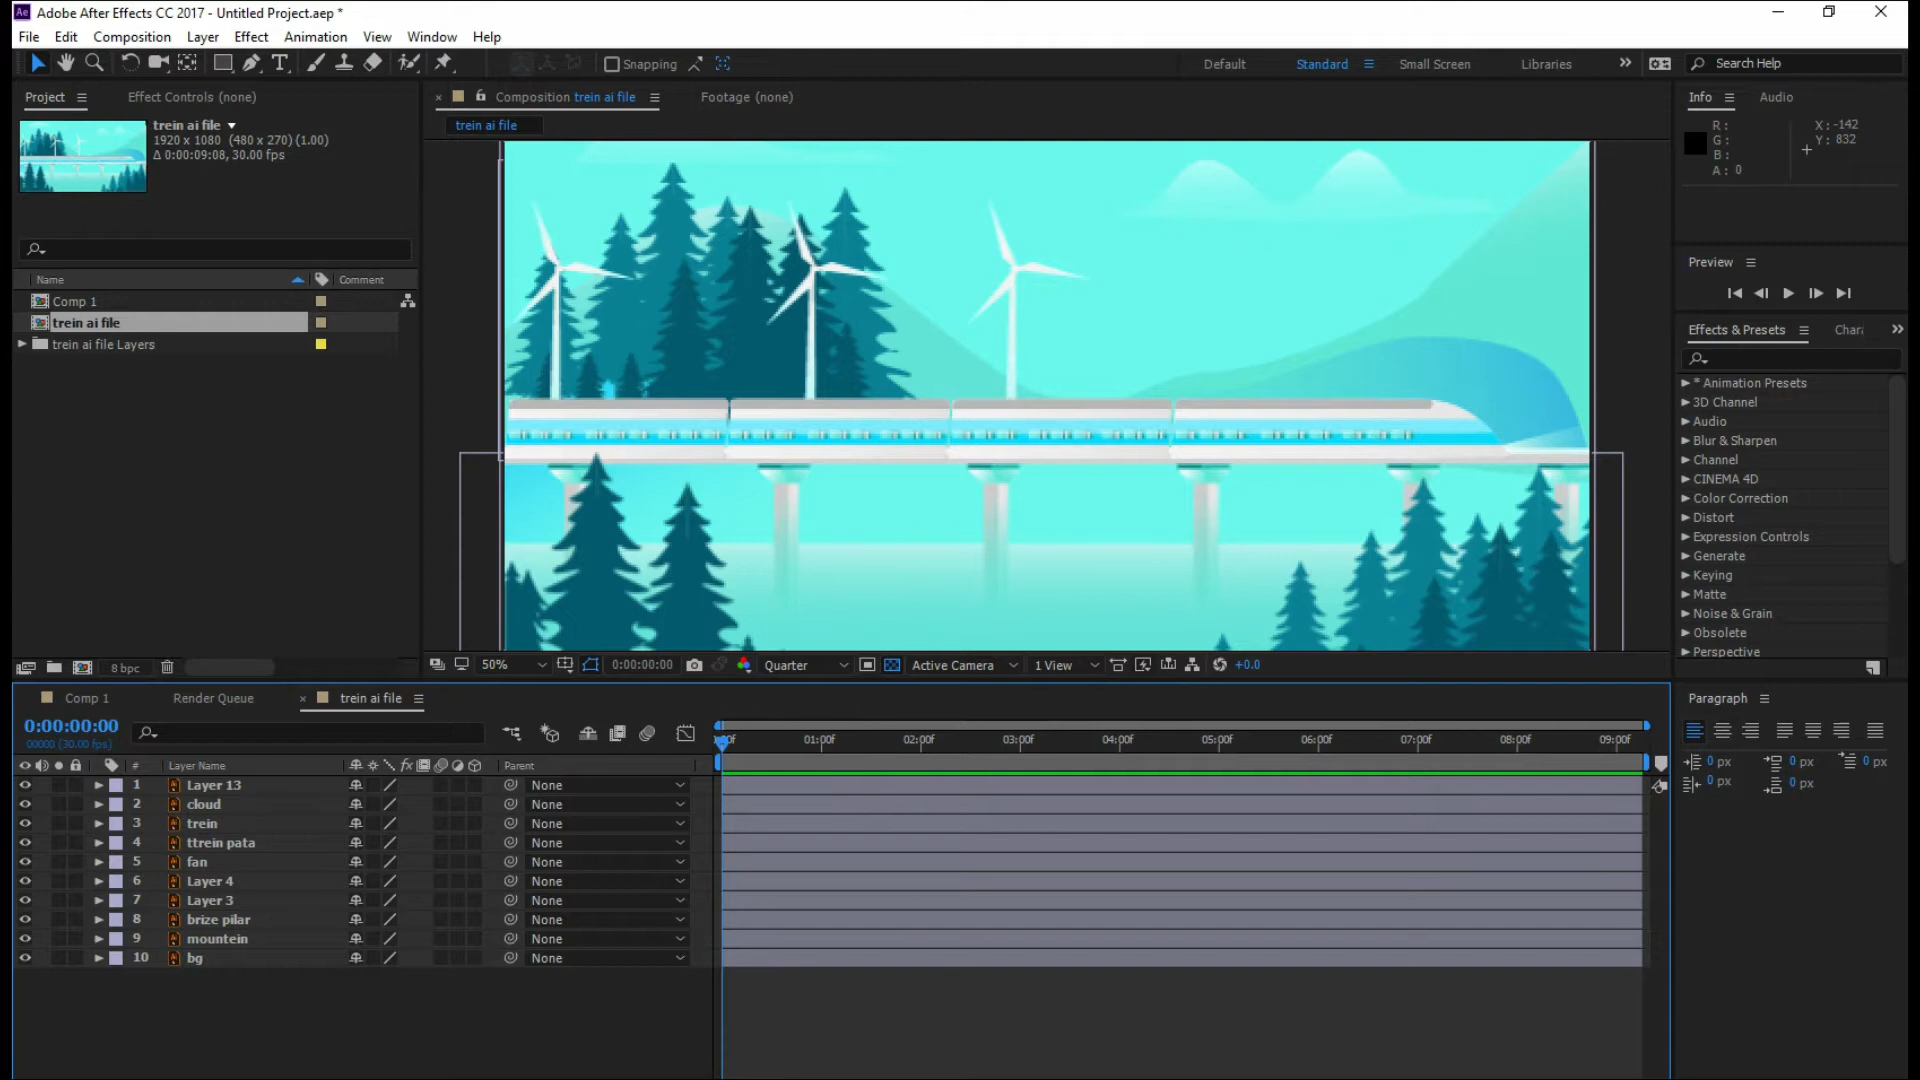 Ae Adobe After Effects CC 2017 - Untitled Project.aep *
File Edit Composition Layer Effect Animation View Window Help
Snapping Default Standard Small Screen Libraries Search Help
Project Effect Controls (none)
trein ai file
1920 x 1080 (480 x 270) (1.00)
Δ 0:00:09:08, 30.00 fps
Name Comment
Comp 1
trein ai file
trein ai file Layers
8 bpc
Composition trein ai file Footage (none)
trein ai file
50% 0:00:00:00 Quarter Active Camera 1 View +0.0
Info Audio
R: X: -142
G: Y: 832
B:
A: 0
Preview
Effects & Presets Chara
* Animation Presets
3D Channel
Audio
Blur & Sharpen
Channel
CINEMA 4D
Color Correction
Distort
Expression Controls
Generate
Keying
Matte
Noise & Grain
Obsolete
Perspective
Comp 1 Render Queue trein ai file
0:00:00:00
00000 (30.00 fps)
01:00f 02:00f 03:00f 04:00f 05:00f 06:00f 07:00f 08:00f 09:00f
# Layer Name fx Parent
1 Layer 13 None
2 cloud None
3 trein None
4 ttrein pata None
5 fan None
6 Layer 4 None
7 Layer 3 None
8 brize pilar None
9 mountein None
10 bg None
Paragraph
0 px 0 px 0 px
0 px 0 px